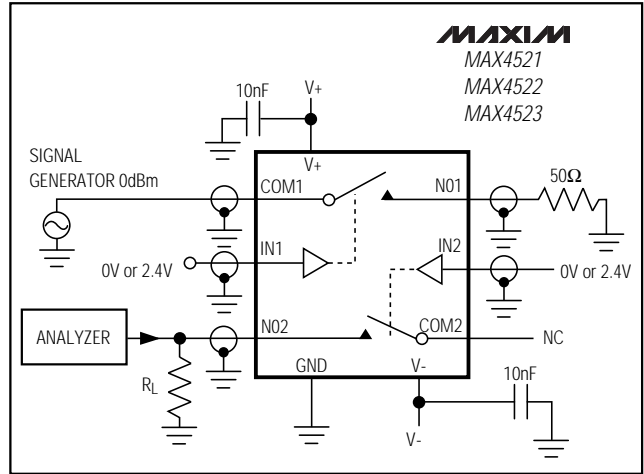 MAXIM
MAX4521
MAX4522
MAX4523
10nF
V+
V+
SIGNAL
GENERATOR 0dBm
COM1
N01
50Ω
IN1
IN2
0V or 2.4V
0V or 2.4V
ANALYZER
N02
COM2
NC
RL
GND
V-
10nF
V-